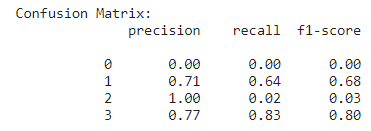 Confusion Matrix:
precision recall f1-score
0 0.00 0.00 0.00
1 0.71 0.64 0.68
2 1.00 0.02 0.03
3 0.77 0.83 0.80